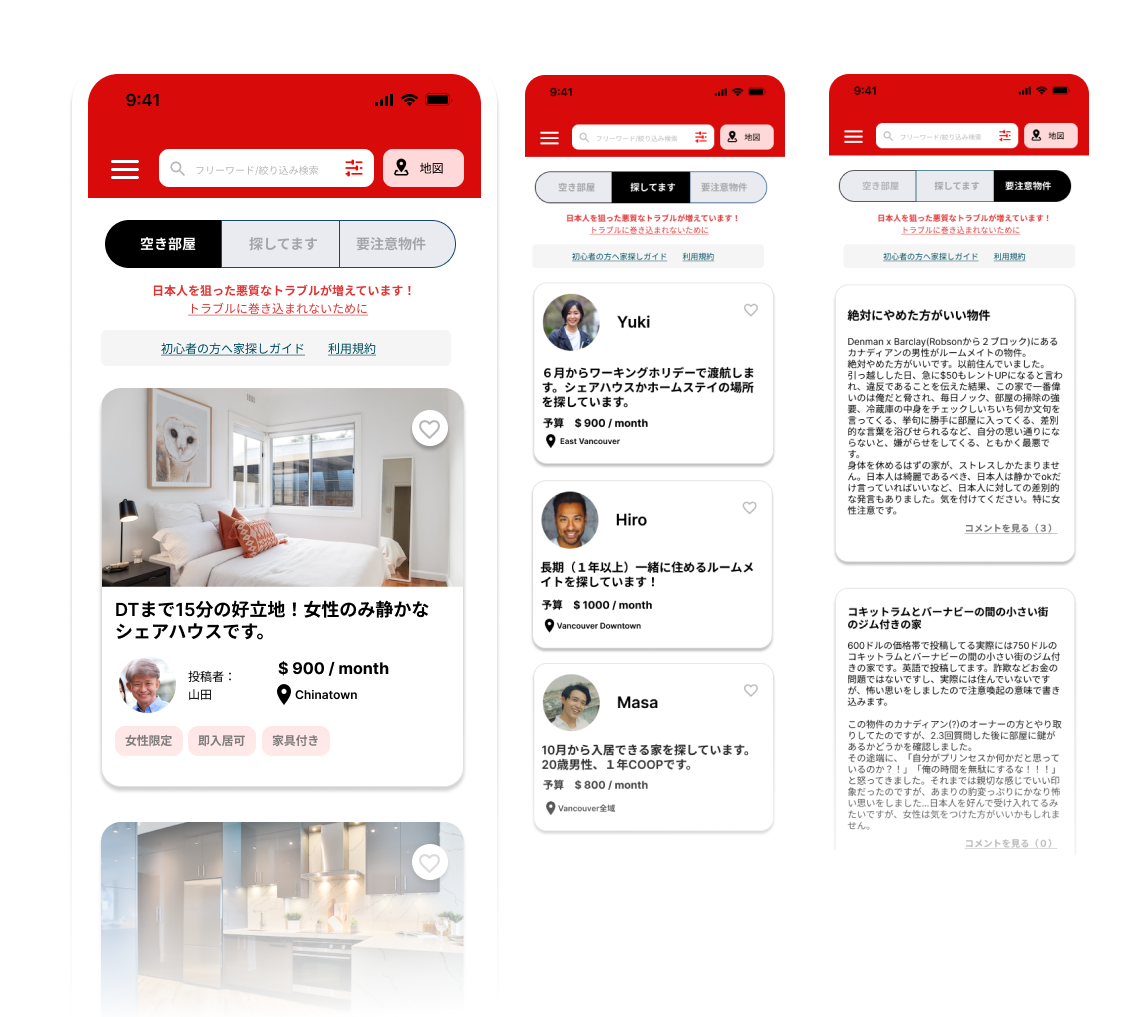 9:41
フリーワード/絞り込み検索
地図
空き部屋
探してます
要注意物件
日本人を狙った悪質なトラブルが増えています！
トラブルに巻き込まれないために
初心者の方へ家探しガイド
利用規約
DTまで15分の好立地！女性のみ静かな
シェアハウスです。
投稿者：
山田
$ 900 / month
Chinatown
女性限定
即入居可
家具付き
9:41
フリーワード/絞り込み検索
地図
空き部屋
探してます
要注意物件
日本人を狙った悪質なトラブルが増えています！
トラブルに巻き込まれないために
初心者の方へ家探しガイド
利用規約
Yuki
６月からワーキングホリデーで渡航しま
す。シェアハウスかホームステイの場所
を探しています。
予算　$ 900 / month
East Vancouver
Hiro
長期（１年以上）一緒に住めるルームメ
イトを探しています！
予算　$ 1000 / month
Vancouver Downtown
Masa
10月から入居できる家を探しています。
20歳男性、１年COOPです。
予算　$ 800 / month
Vancouver全域
9:41
フリーワード/絞り込み検索
地図
空き部屋
探してます
要注意物件
日本人を狙った悪質なトラブルが増えています！
トラブルに巻き込まれないために
初心者の方へ家探しガイド
利用規約
絶対にやめた方がいい物件
Denman x Barclay(Robsonから２ブロック)にある
カナディアンの男性がルームメイトの物件。
絶対やめた方がいいです。以前住んでいました。
引っ越しした日、急に$50もレントUPになると言わ
れ、違反であることを伝えた結果、この家で一番偉
いのは俺だと脅され、毎日ノック、部屋の掃除の強
要、冷蔵庫の中身をチェックしいちいち何か文句を
言ってくる、挙句に勝手に部屋に入ってくる、差別
的な言葉を浴びせられるなど、自分の思い通りにな
らないと、嫌がらせをしてくる、ともかく最悪で
す。
身体を休めるはずの家が、ストレスしかたまりませ
ん。日本人は綺麗であるべき、日本人は静かでokだ
け言っていればいいなど、日本人に対しての差別的
な発言もありました。気を付けてください。特に女
性注意です。
コメントを見る（３）
コキットラムとバーナビーの間の小さい街
のジム付きの家
600ドルの価格帯で投稿してる実際には750ドルの
コキットラムとバーナビーの間の小さい街のジム付
きの家です。英語で投稿してます。詐欺などお金の
問題ではないですし、実際には住んでいないです
が、怖い思いをしましたので注意喚起の意味で書き
込みます。
この物件のカナディアン(?)のオーナーの方とやり取
りしてたのですが、2.3回質問した後に部屋に鍵が
あるかどうかを確認しました。
その途端に、「自分がプリンセスか何かだと思って
いるのか？！」「俺の時間を無駄にするな！！！」
と怒ってきました。それまでは親切な感じでいい印
象だったのですが、あまりの豹変っぷりにかなり怖
い思いをしました...日本人を好んで受け入れてるみ
たいですが、女性は気をつけた方がいいかもしれま
せん。
コメントを見る（０）